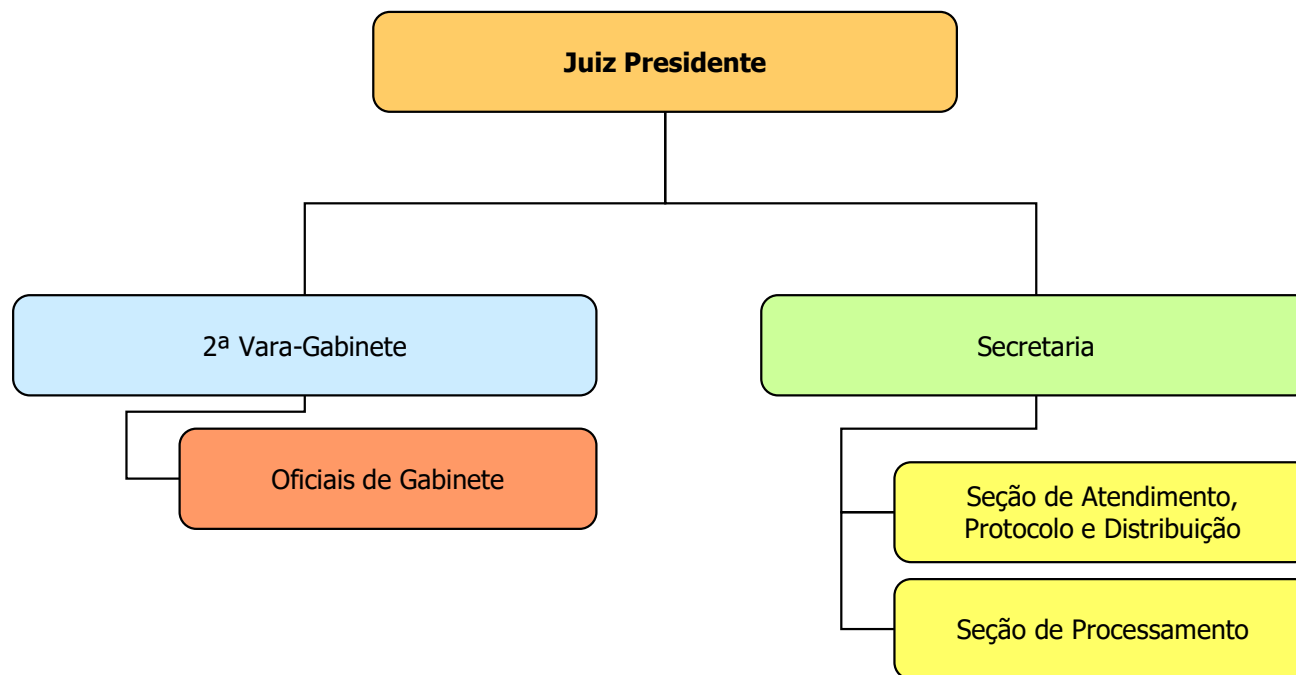 Juiz Presidente
2ª Vara-Gabinete
Secretaria
Oficiais de Gabinete
Seção de Atendimento,
Protocolo e Distribuição
Seção de Processamento